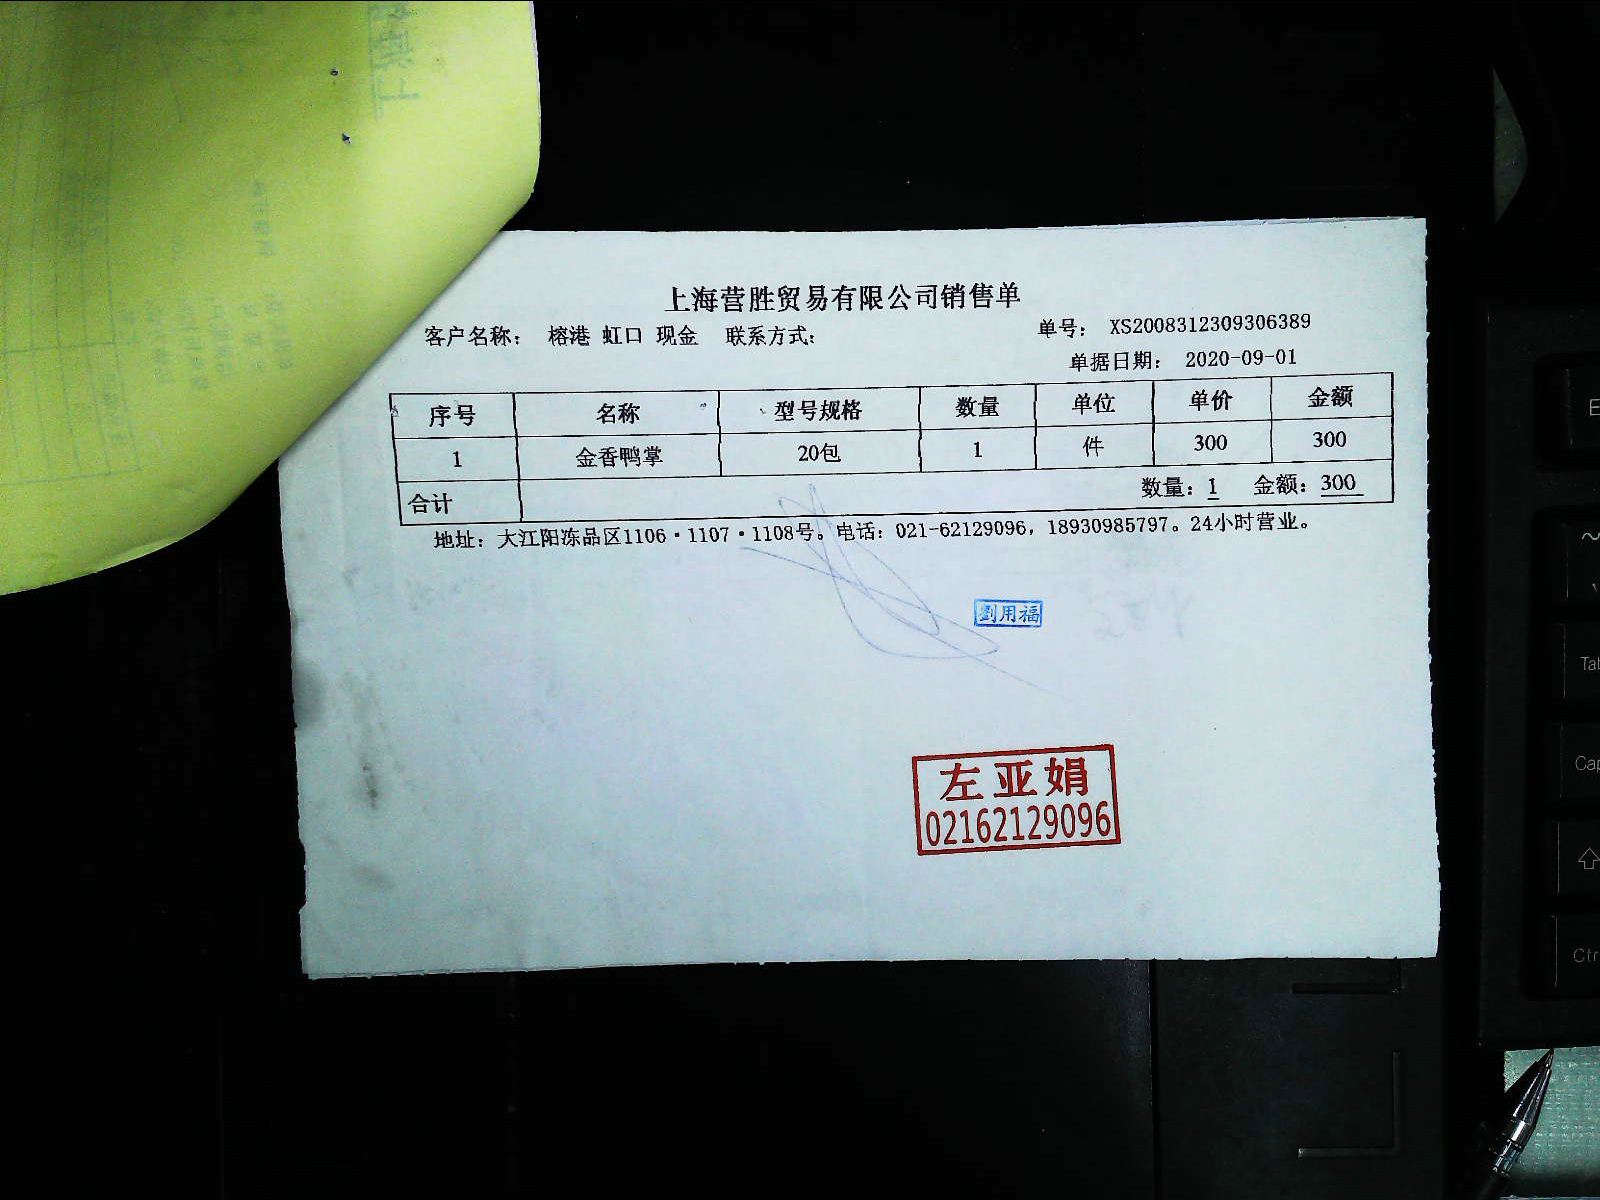 上海营胜贸易有限公司销售单
客户名称： 榕港 虹口 现金 联系方式： 单号： XS2008312309306389
单据日期： 2020-09-01
序号 名称 型号规格 数量 单位 单价 金额
1 金香鸭掌 20包 1 件 300 300
合计 数量：1 金额：300
地址：大江阳冻品区1106·1107·1108号。电话：021-62129096，18930985797。24小时营业。
劉用福
左亚娟
02162129096
Tab
Cap
Ctr